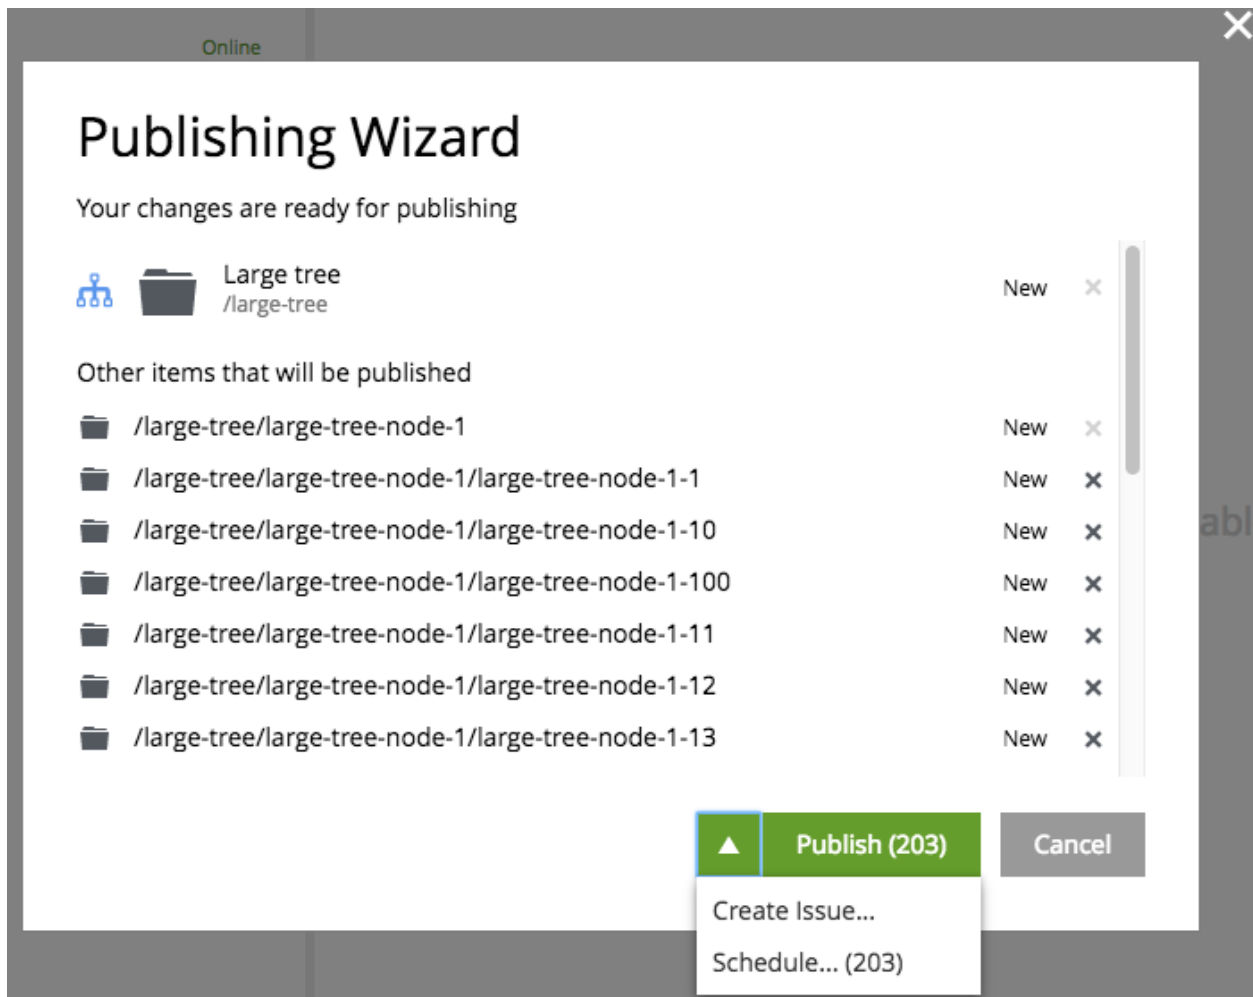 Online
Publishing Wizard
Your changes are ready for publishing
Large tree
/large-tree
New
Other items that will be published
/large-tree/large-tree-node-1 New
/large-tree/large-tree-node-1/large-tree-node-1-1 New
/large-tree/large-tree-node-1/large-tree-node-1-10 New
/large-tree/large-tree-node-1/large-tree-node-1-100 New
/large-tree/large-tree-node-1/large-tree-node-1-11 New
/large-tree/large-tree-node-1/large-tree-node-1-12 New
/large-tree/large-tree-node-1/large-tree-node-1-13 New
Publish (203) Cancel
Create Issue...
Schedule... (203)